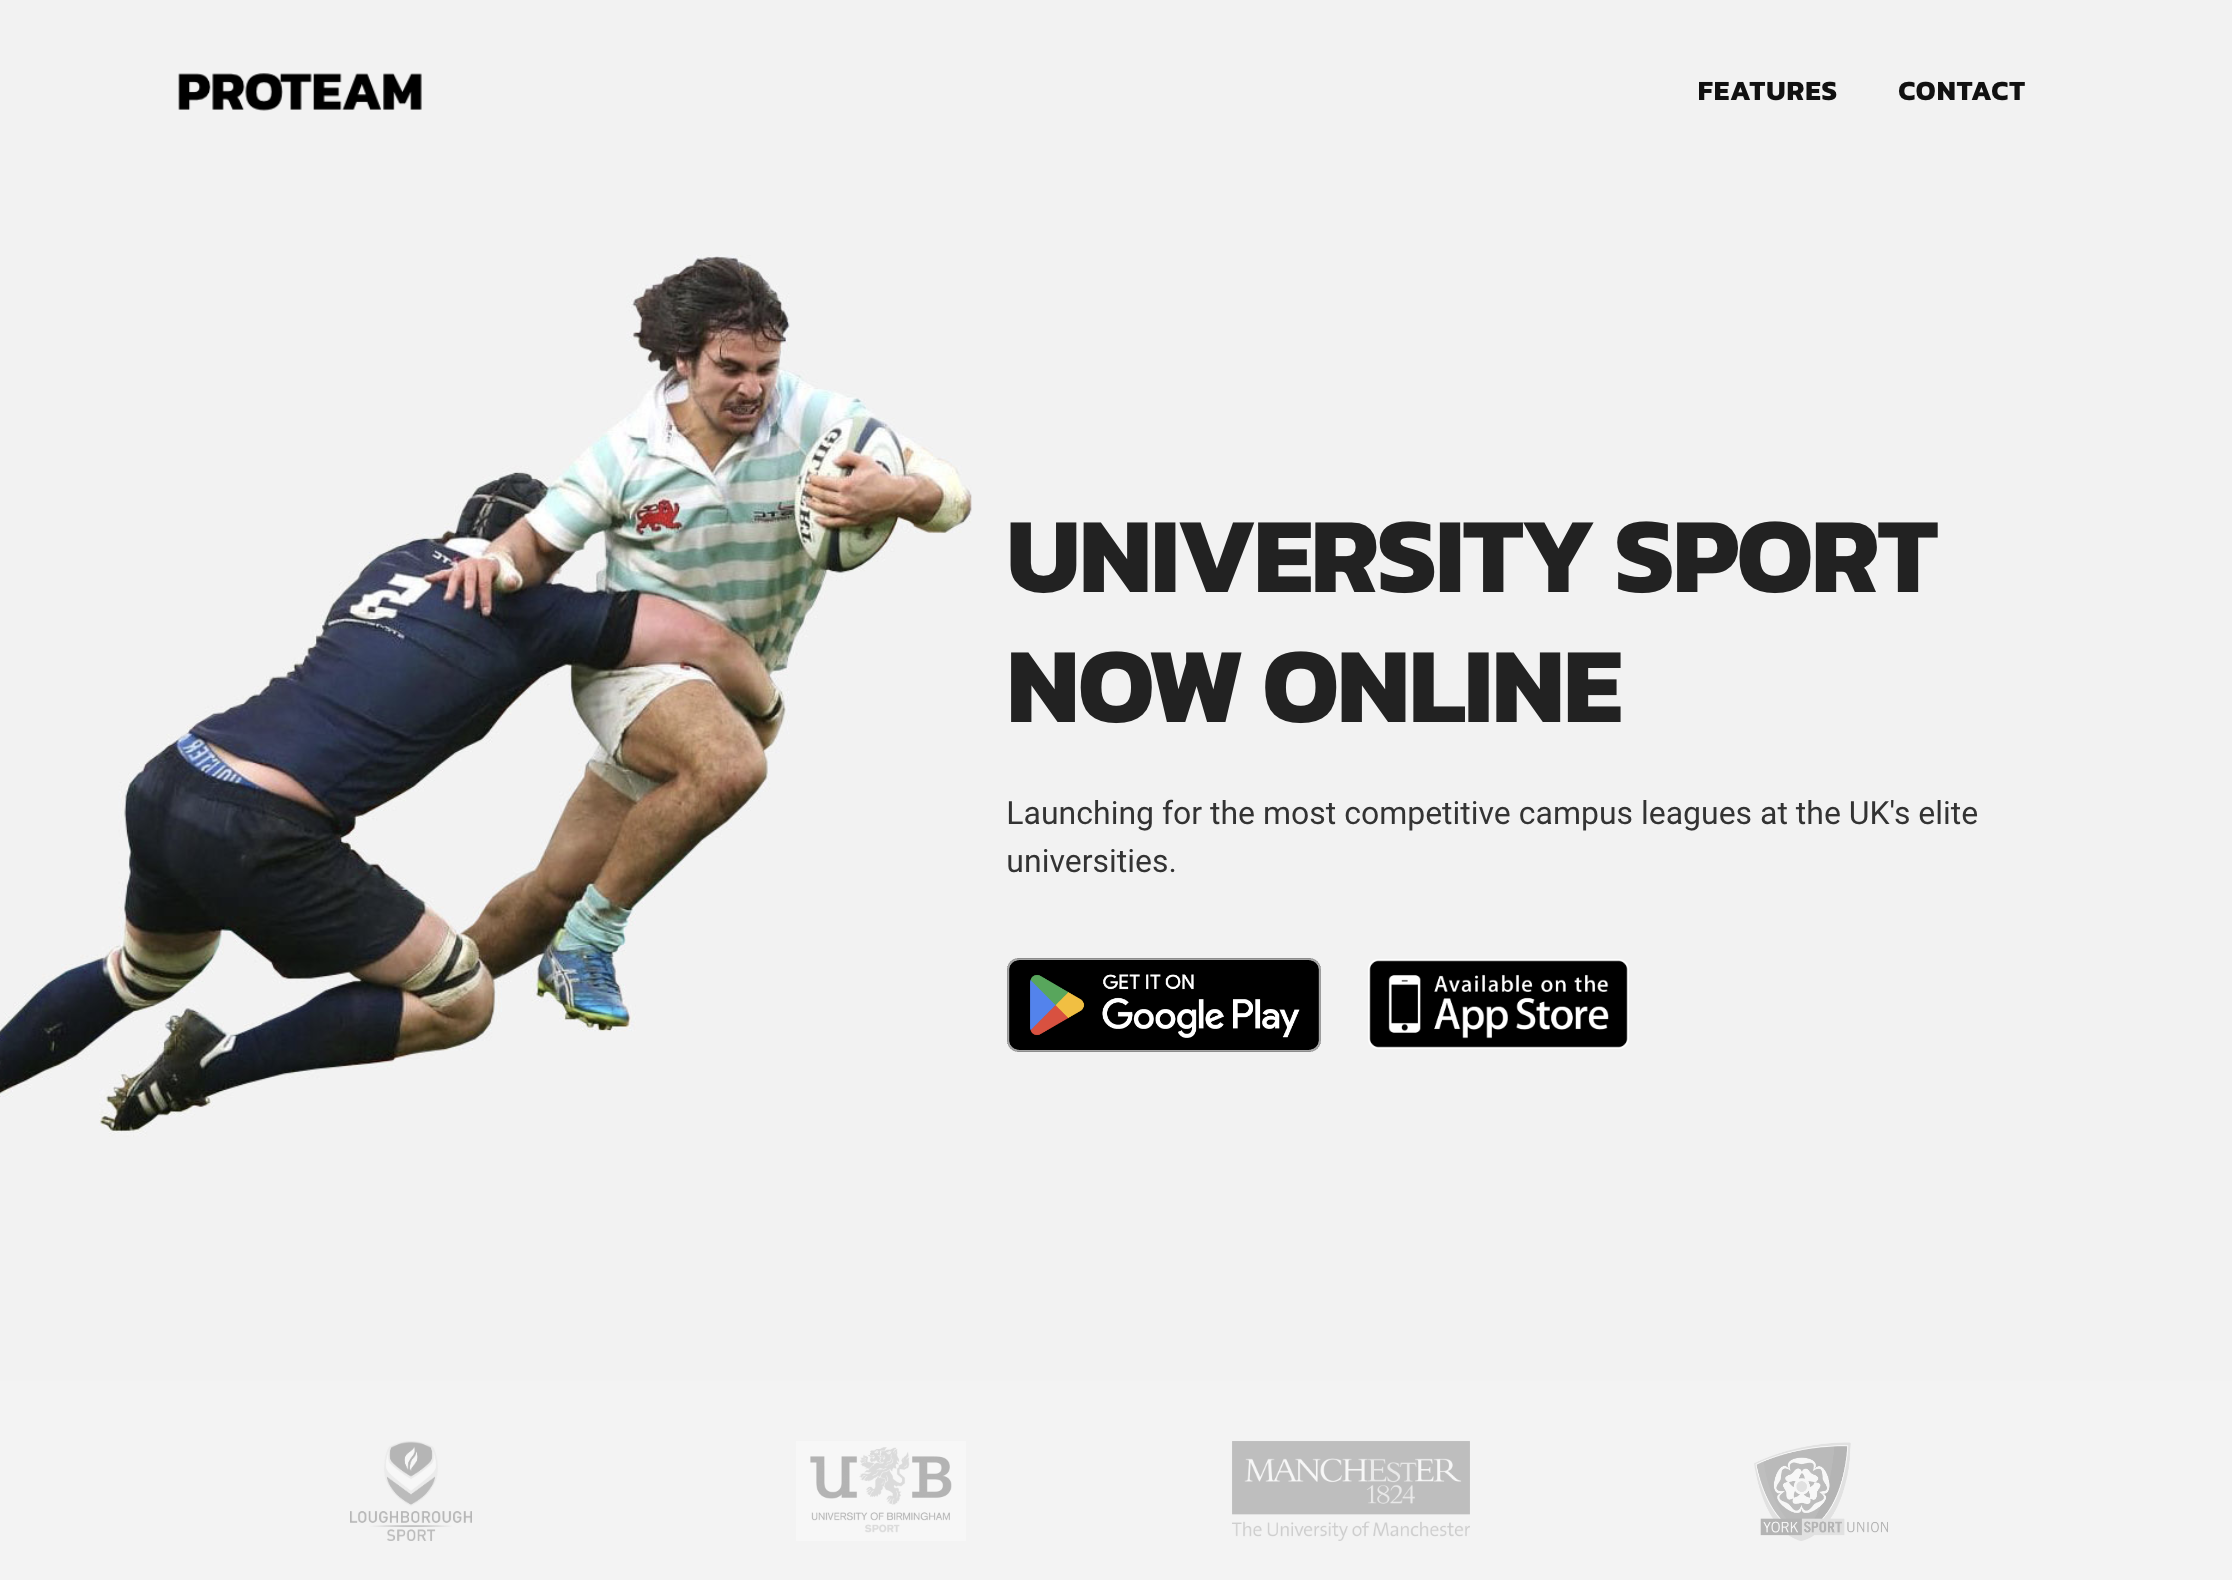 PROTEAM
FEATURES
CONTACT
UNIVERSITY SPORT
NOW ONLINE
Launching for the most competitive campus leagues at the UK's elite
universities.
GET IT ON
Google Play
Available on the
App Store
LOUGHBOROUGH
SPORT
U B
UNIVERSITY OF BIRMINGHAM
SPORT
MANCHESTER
1824
The University of Manchester
YORK SPORT UNION